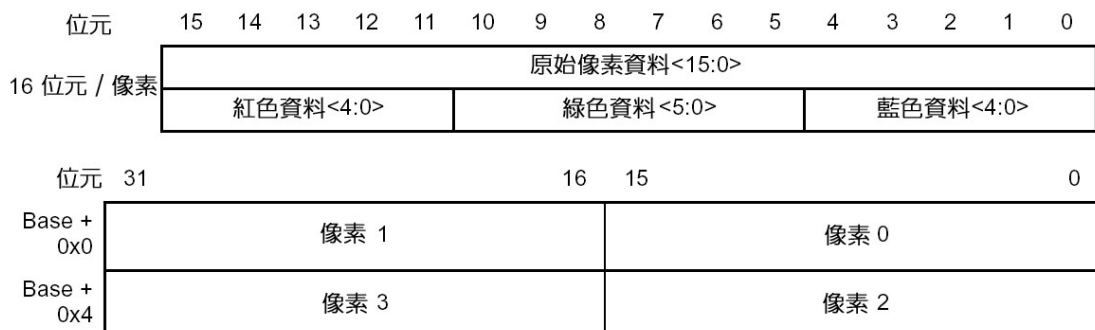 位元 15 14 13 12 11 10 9 8 7 6 5 4 3 2 1 0
16 位元 / 像素
原始像素資料<15:0>
紅色資料<4:0> 綠色資料<5:0> 藍色資料<4:0>
位元 31 16 15 0
Base + 0x0 像素 1 像素 0
Base + 0x4 像素 3 像素 2